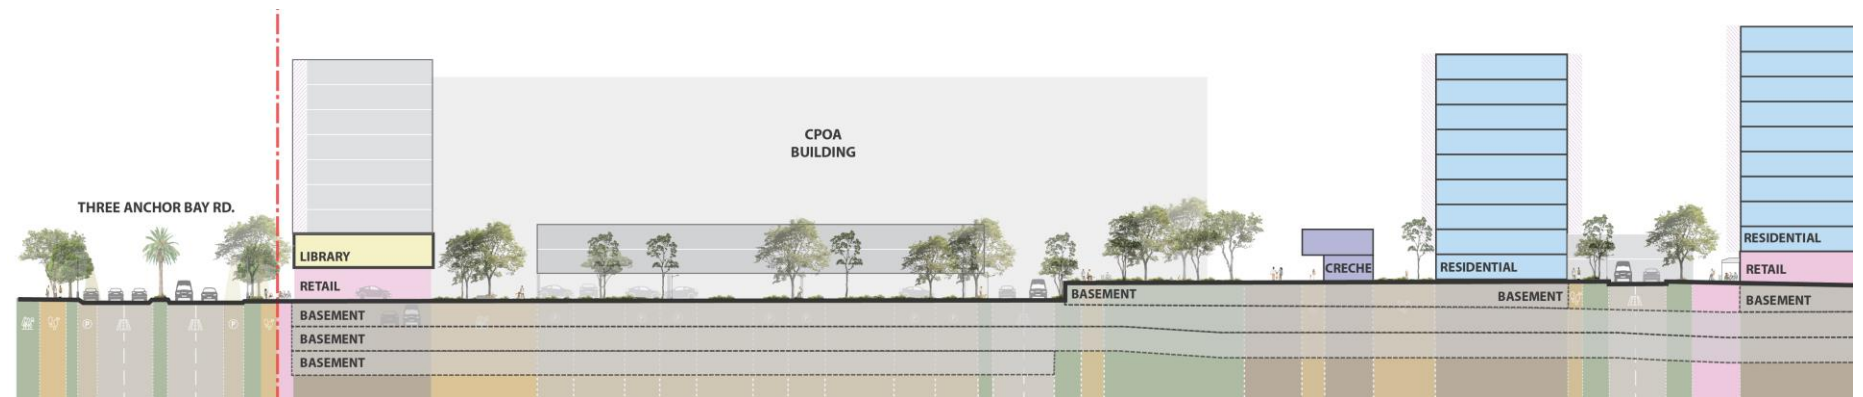 CPOA
BUILDING
THREE ANCHOR BAY RD.
LIBRARY
RETAIL
BASEMENT
BASEMENT
BASEMENT
BASEMENT
CRECHE
RESIDENTIAL
BASEMENT
RESIDENTIAL
RETAIL
BASEMENT
P
P